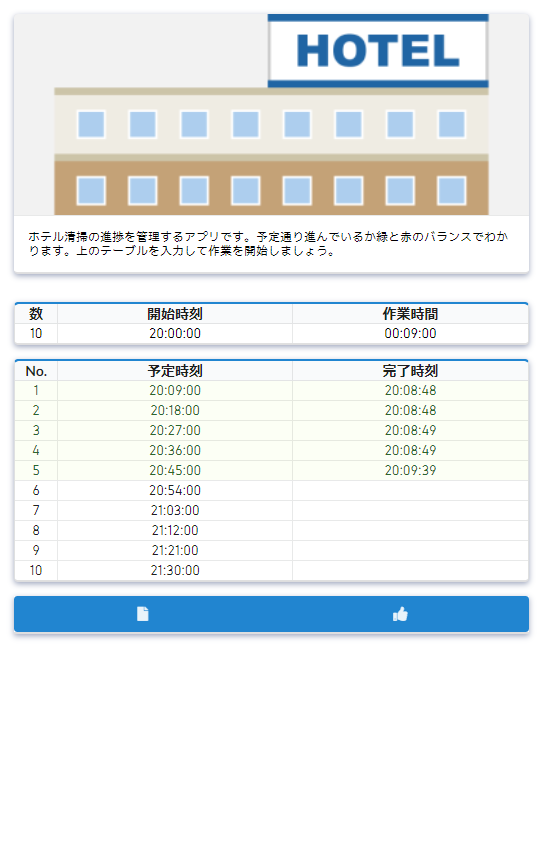 HOTEL
ホテル清掃の進捗を管理するアプリです。予定通り進んでいるか緑と赤のバランスでわか
ります。上のテーブルを入力して作業を開始しましょう。
数 開始時刻 作業時間
10 20:00:00 00:09:00
No. 予定時刻 完了時刻
1 20:09:00 20:08:48
2 20:18:00 20:08:48
3 20:27:00 20:08:49
4 20:36:00 20:08:49
5 20:45:00 20:09:39
6 20:54:00
7 21:03:00
8 21:12:00
9 21:21:00
10 21:30:00